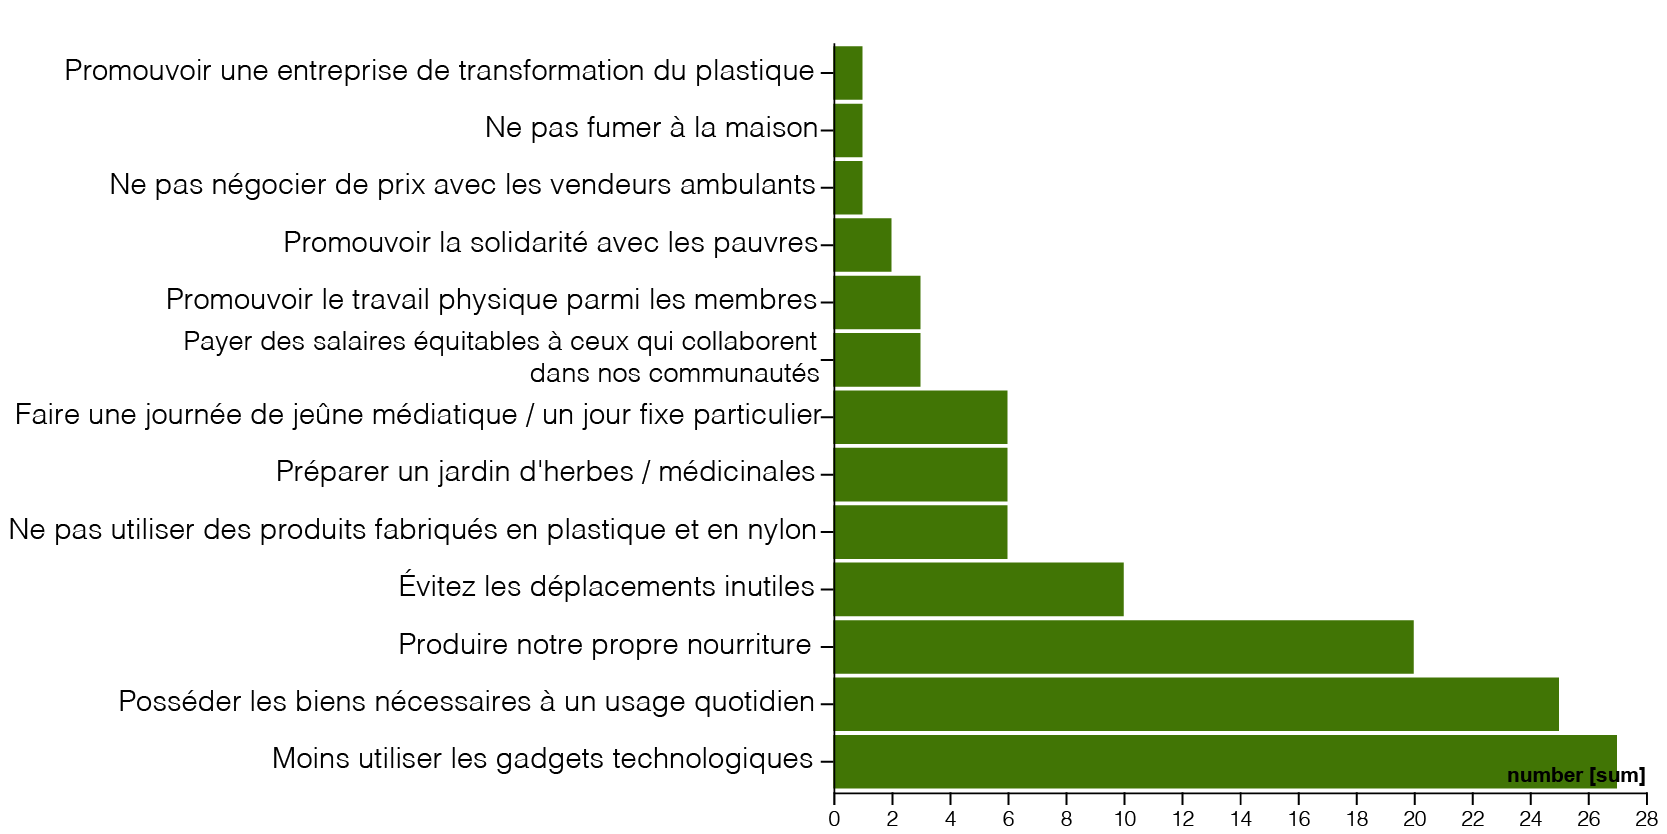 Promouvoir une entreprise de transformation du plastique
Ne pas fumer à la maison
Ne pas négocier de prix avec les vendeurs ambulants
Promouvoir la solidarité avec les pauvres
Promouvoir le travail physique parmi les membres
Payer des salaires équitables à ceux qui collaborent
dans nos communautés
Faire une journée de jeûne médiatique / un jour fixe particulier
Préparer un jardin d'herbes / médicinales
Ne pas utiliser des produits fabriqués en plastique et en nylon
Évitez les déplacements inutiles
Produire notre propre nourriture
Posséder les biens nécessaires à un usage quotidien
Moins utiliser les gadgets technologiques
number [sum]
0 2 4 6 8 10 12 14 16 18 20 22 24 26 28